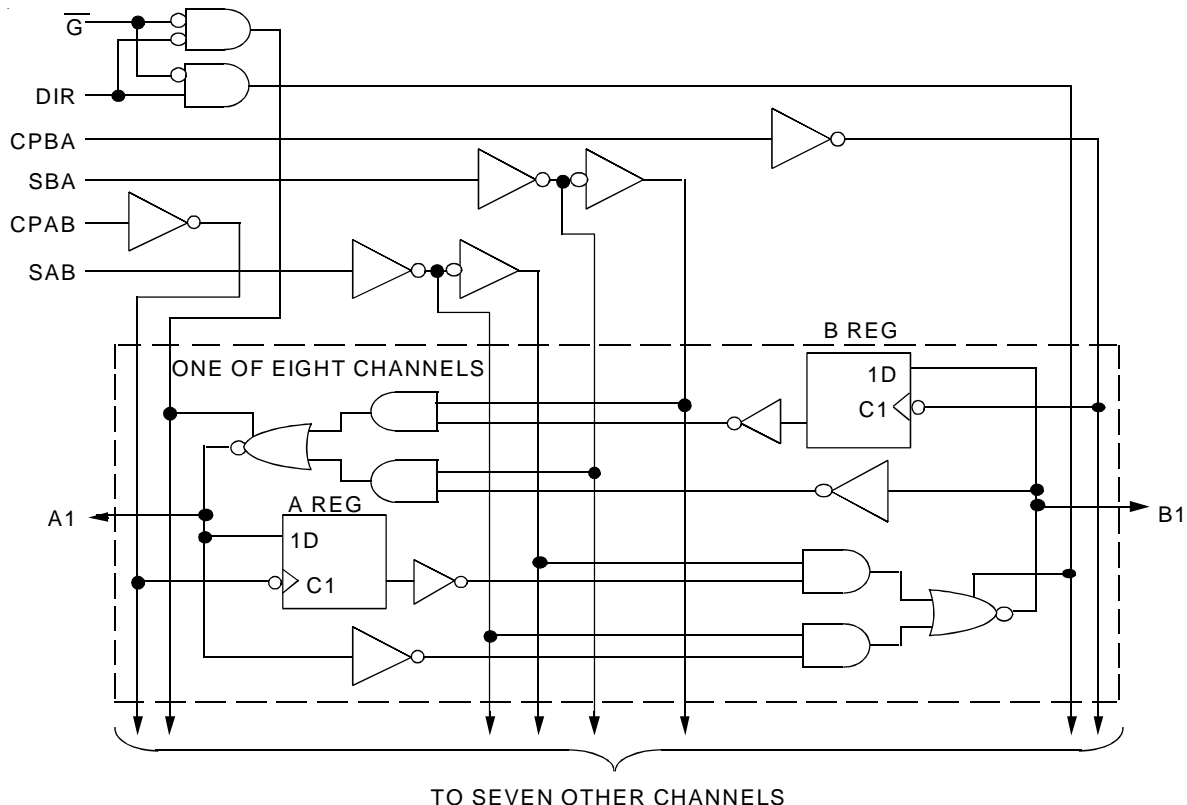 G
DIR
CPBA
SBA
CPAB
SAB
B REG
ONE OF EIGHT CHANNELS
1D
C1
A REG
A1
1D
B1
C1
TO SEVEN OTHER CHANNELS